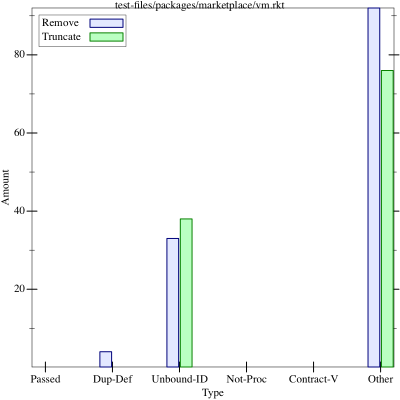 test-files/packages/marketplace/vm.rkt
Remove
Truncate
80
60
40
20
Amount
Passed Dup-Def Unbound-ID Not-Proc Contract-V Other
Type